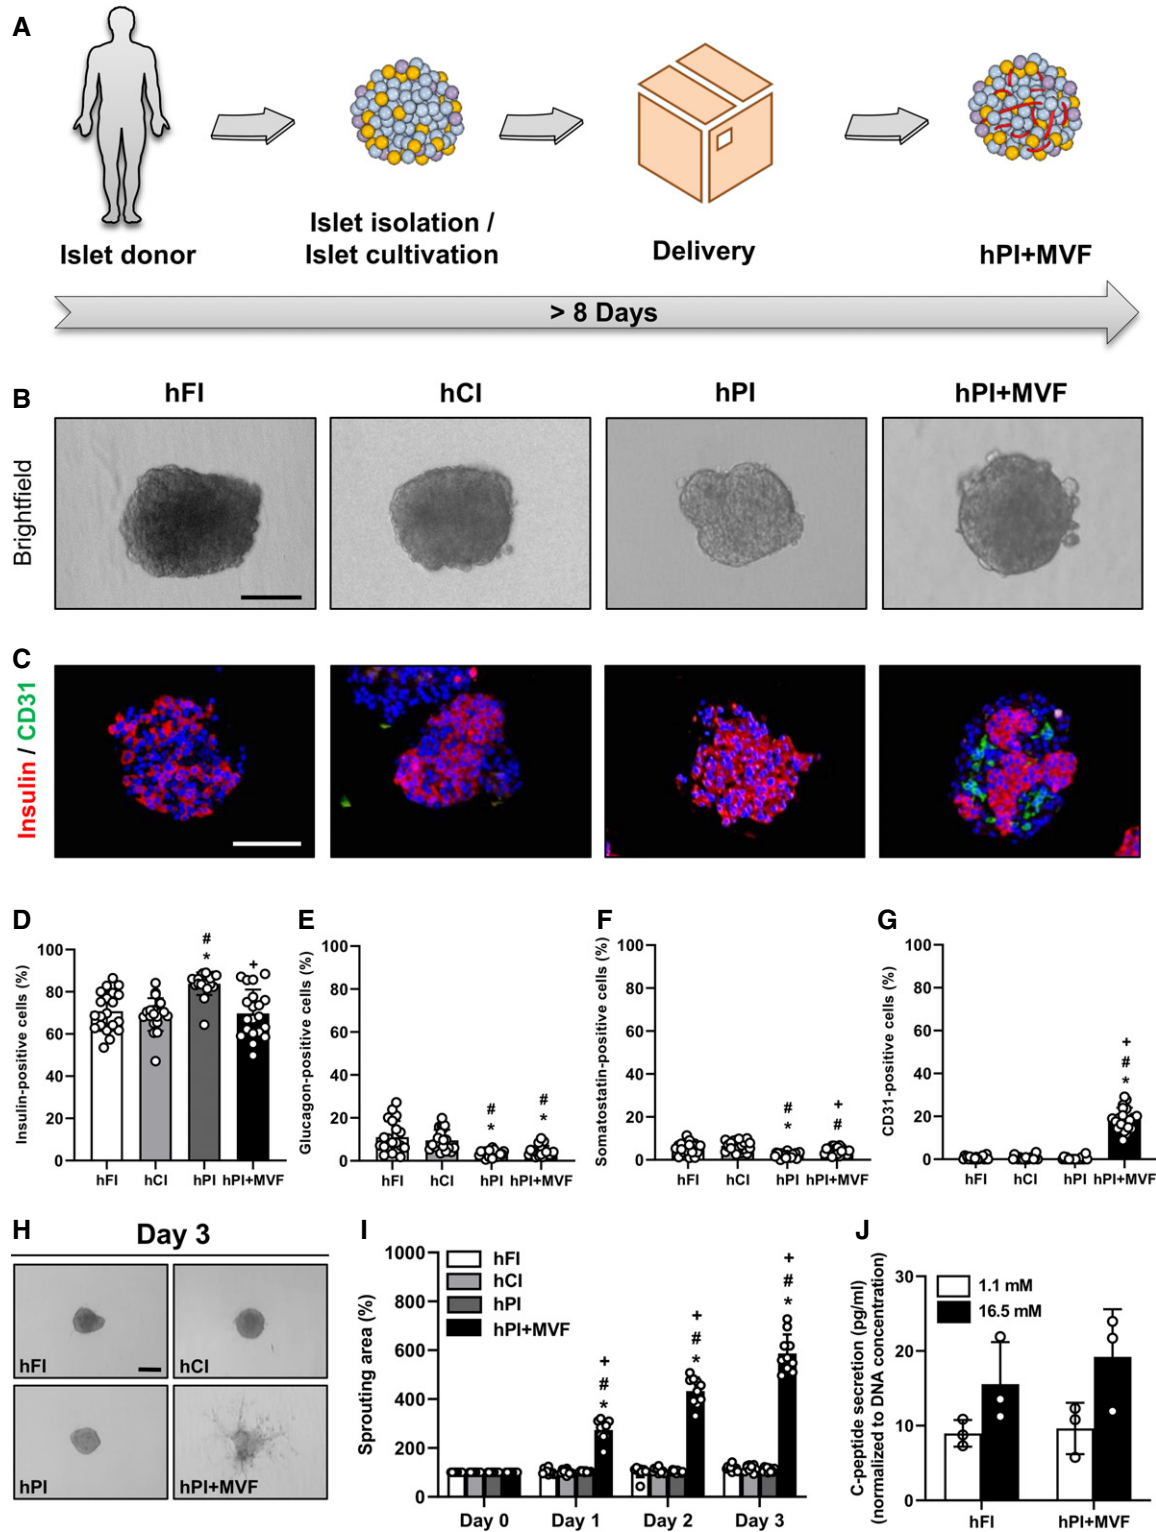 A
Islet donor
Islet isolation /
Islet cultivation
Delivery
hPI+MVF
> 8 Days
B
hFI
hCI
hPI
hPI+MVF
Brightfield
C
Insulin / CD31
D
Insulin-positive cells (%)
100
80
60
40
20
0
#
*
+
hFI
hCI
hPI
hPI+MVF
E
Glucagon-positive cells (%)
100
80
60
40
20
0
#
*
#
*
hFI
hCI
hPI
hPI+MVF
F
Somatostatin-positive cells (%)
100
80
60
40
20
0
#
*
+
#
hFI
hCI
hPI
hPI+MVF
G
CD31-positive cells (%)
100
80
60
40
20
0
+
#
*
hFI
hCI
hPI
hPI+MVF
H
Day 3
hFI
hCI
hPI
hPI+MVF
I
Sprouting area (%)
1000
800
600
400
200
0
hFI
hCI
hPI
hPI+MVF
+
#
*
+
#
*
+
#
*
Day 0
Day 1
Day 2
Day 3
J
C-peptide secretion (pg/ml)
(normalized to DNA concentration)
30
20
10
0
1.1 mM
16.5 mM
hFI
hPI+MVF